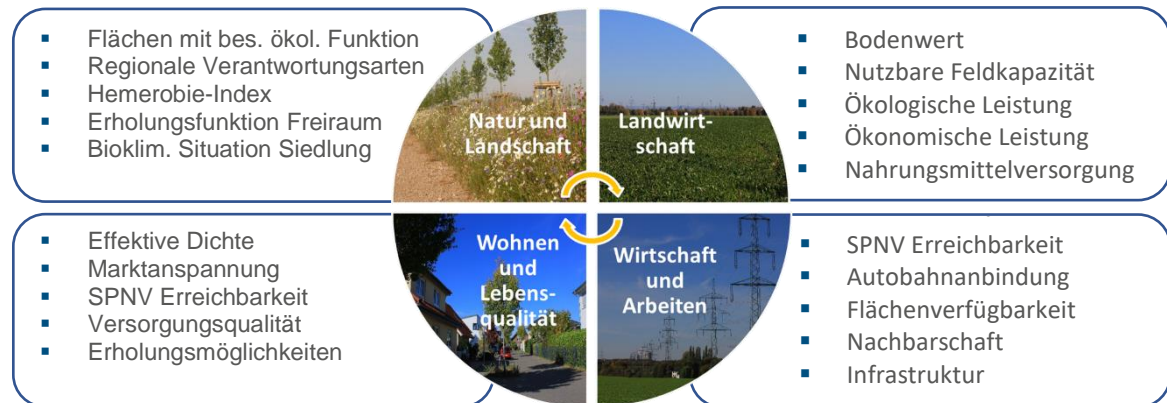 Flächen mit bes. ökol. Funktion
Regionale Verantwortungsarten
Hemerobie-Index
Erholungsfunktion Freiraum
Bioklim. Situation Siedlung
Natur und
Landschaft
Landwirt-
schaft
Bodenwert
Nutzbare Feldkapazität
Ökologische Leistung
Ökonomische Leistung
Nahrungsmittelversorgung
Effektive Dichte
Marktanspannung
SPNV Erreichbarkeit
Versorgungsqualität
Erholungsmöglichkeiten
Wohnen
und
Lebens-
qualität
Wirtschaft
und
Arbeiten
SPNV Erreichbarkeit
Autobahnanbindung
Flächenverfügbarkeit
Nachbarschaft
Infrastruktur